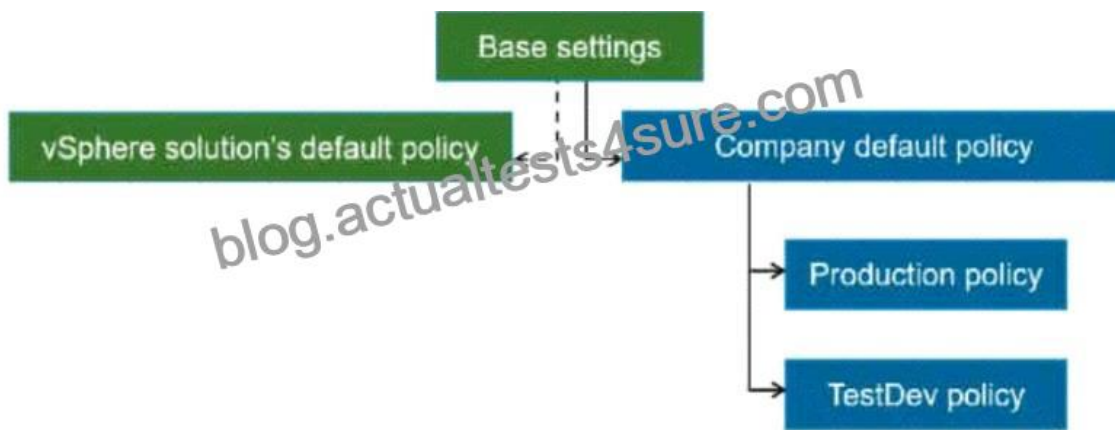 Base settings
vSphere solution's default policy
Company default policy
Production policy
TestDev policy
blog.actualtests4sure.com